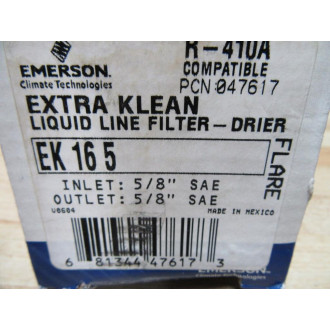 R-410A
COMPATIBLE
PCN 047617
EMERSON.
Climate Technologies
EXTRA KLEAN
LIQUID LINE FILTER-DRIER
EK 16 5
FLARE
INLET: 5/8" SAE
OUTLET: 5/8" SAE
MADE IN MEXICO
6 81344 47617 3
EMERSON